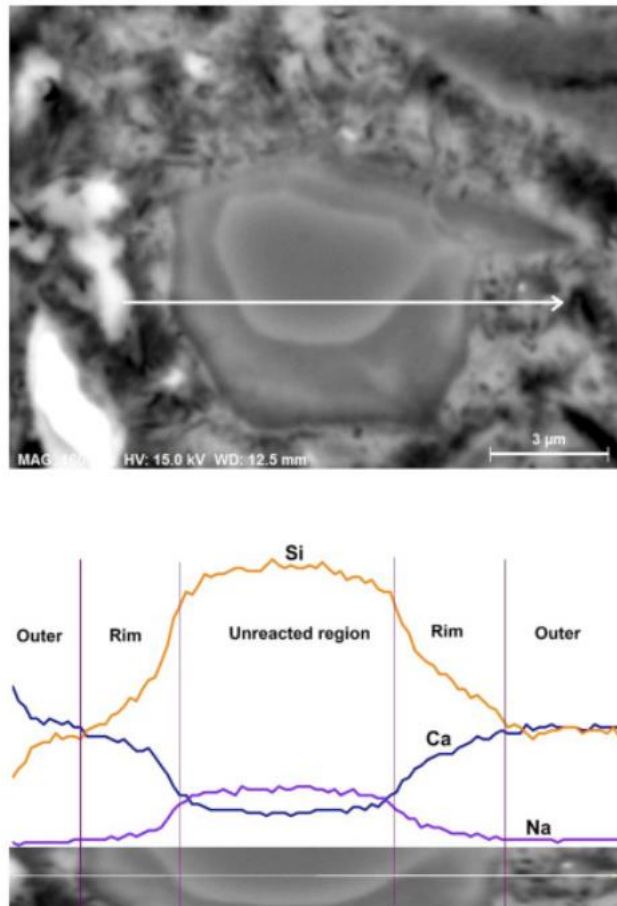 MAG: HV: 15.0 kV WD: 12.5 mm
3 µm
Si
Outer Rim Unreacted region Rim Outer
Ca
Na